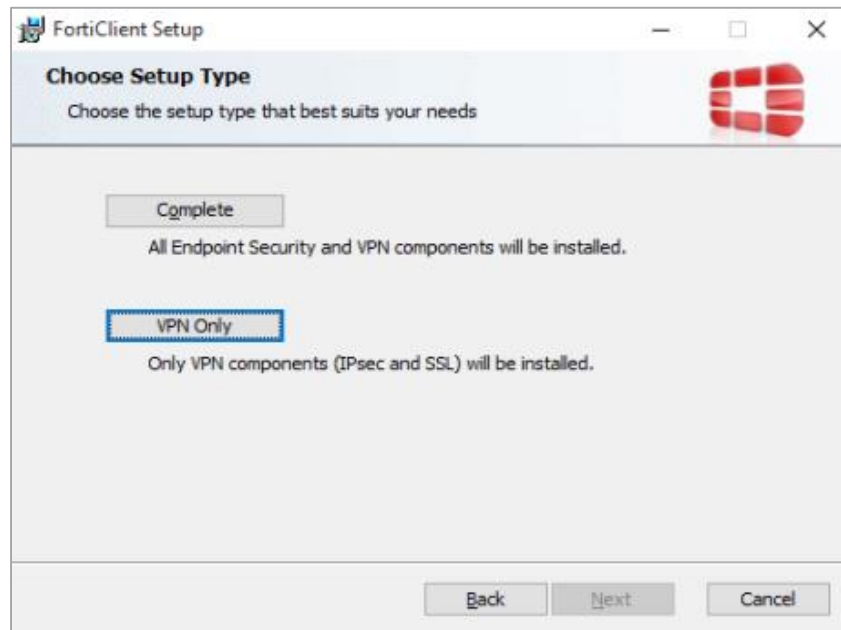 FortiClient Setup
Choose Setup Type
Choose the setup type that best suits your needs
Complete
All Endpoint Security and VPN components will be installed.
VPN Only
Only VPN components (IPsec and SSL) will be installed.
Back Next Cancel